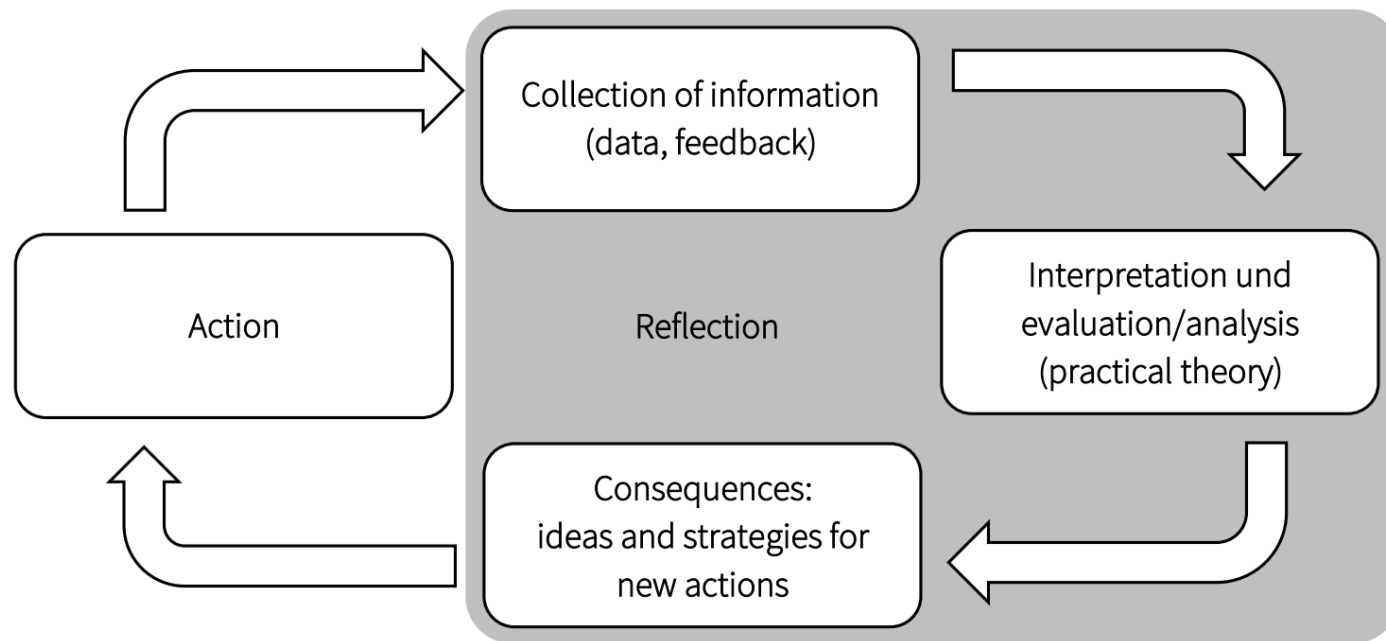 Collection of information
(data, feedback)
Action
Reflection
Interpretation und
evaluation/analysis
(practical theory)
Consequences:
ideas and strategies for
new actions